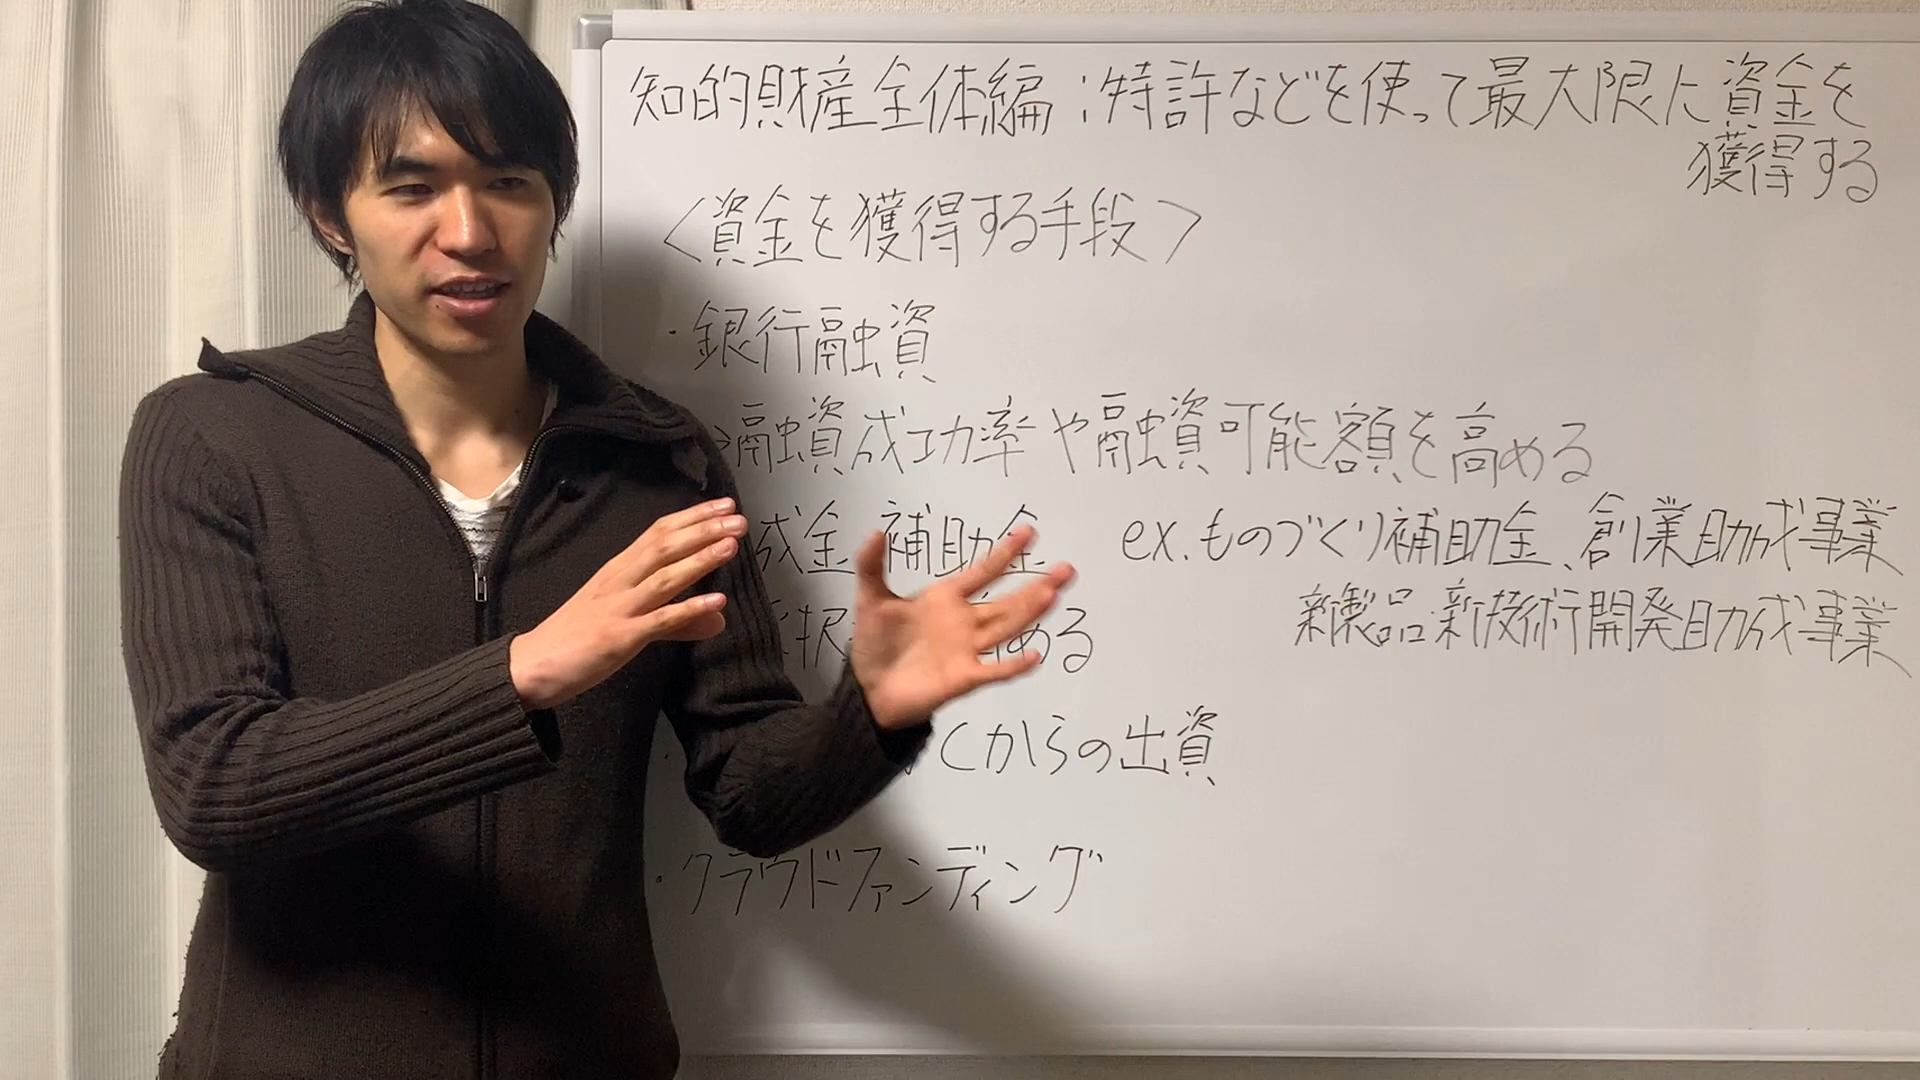 知的財産全体編:特許などを使って最大限に資金を
獲得する
<資金を獲得する手段>
・銀行融資
→融資成功率や融資可能額を高める
成金 補助金 ex.ものづくり補助金、創業助成事業
新製品・新技術開発助成事業
択 める
くからの出資
・クラウドファンディング